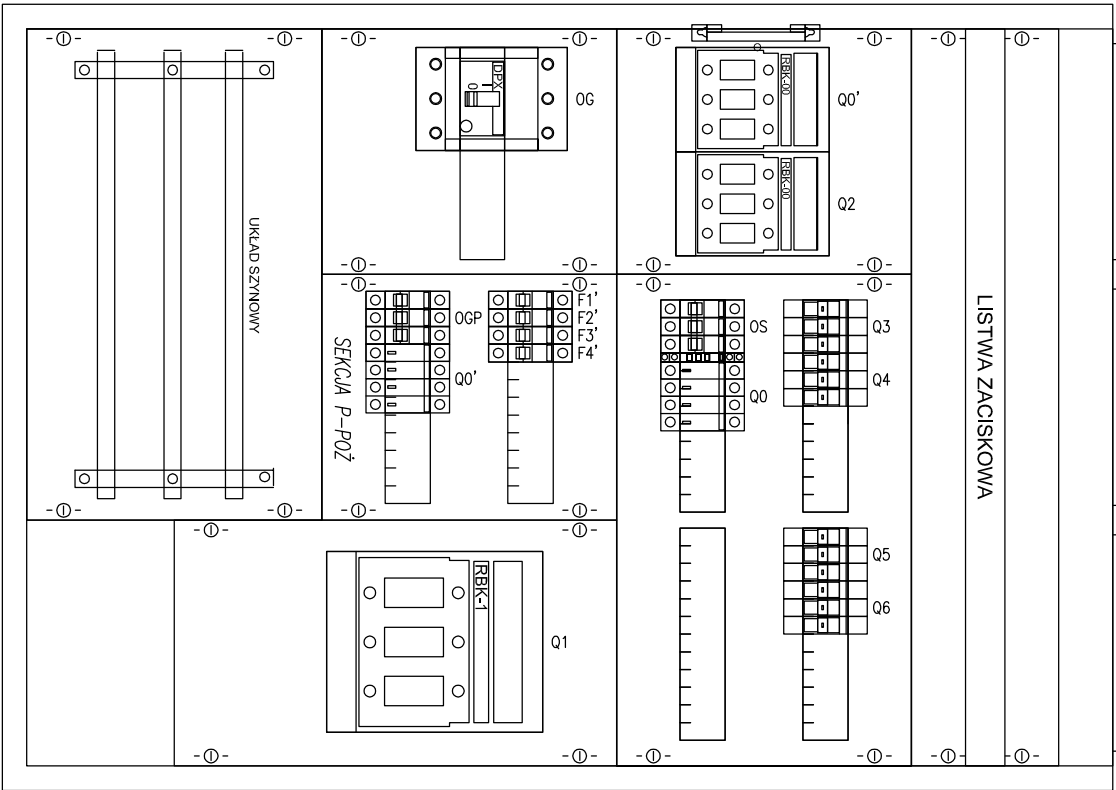 UKŁAD SZYNOWY
DPX
I
0
OG
RBK-00
Q0'
RBK-00
Q2
OGP
Q0'
F1'
F2'
F3'
F4'
SEKCJA P-POŻ
OS
Q0
Q3
Q4
LISTWA ZACISKOWA
RBK-1
Q1
Q5
Q6